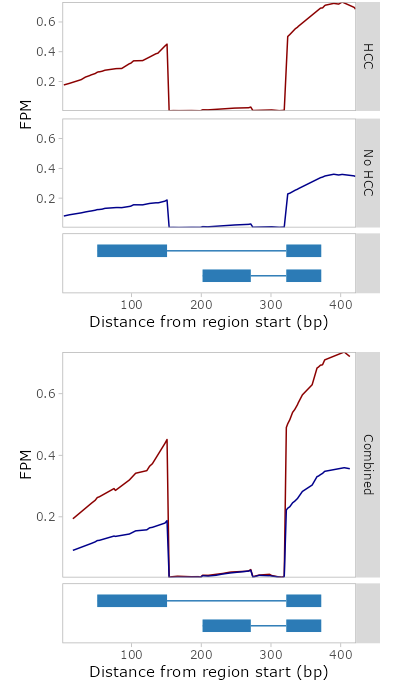 0.6
0.4
0.2
HCC
FPM
0.6
0.4
0.2
No HCC
100 200 300 400
Distance from region start (bp)
0.6
FPM
0.2
Combined
100 200 300 400
Distance from region start (bp)